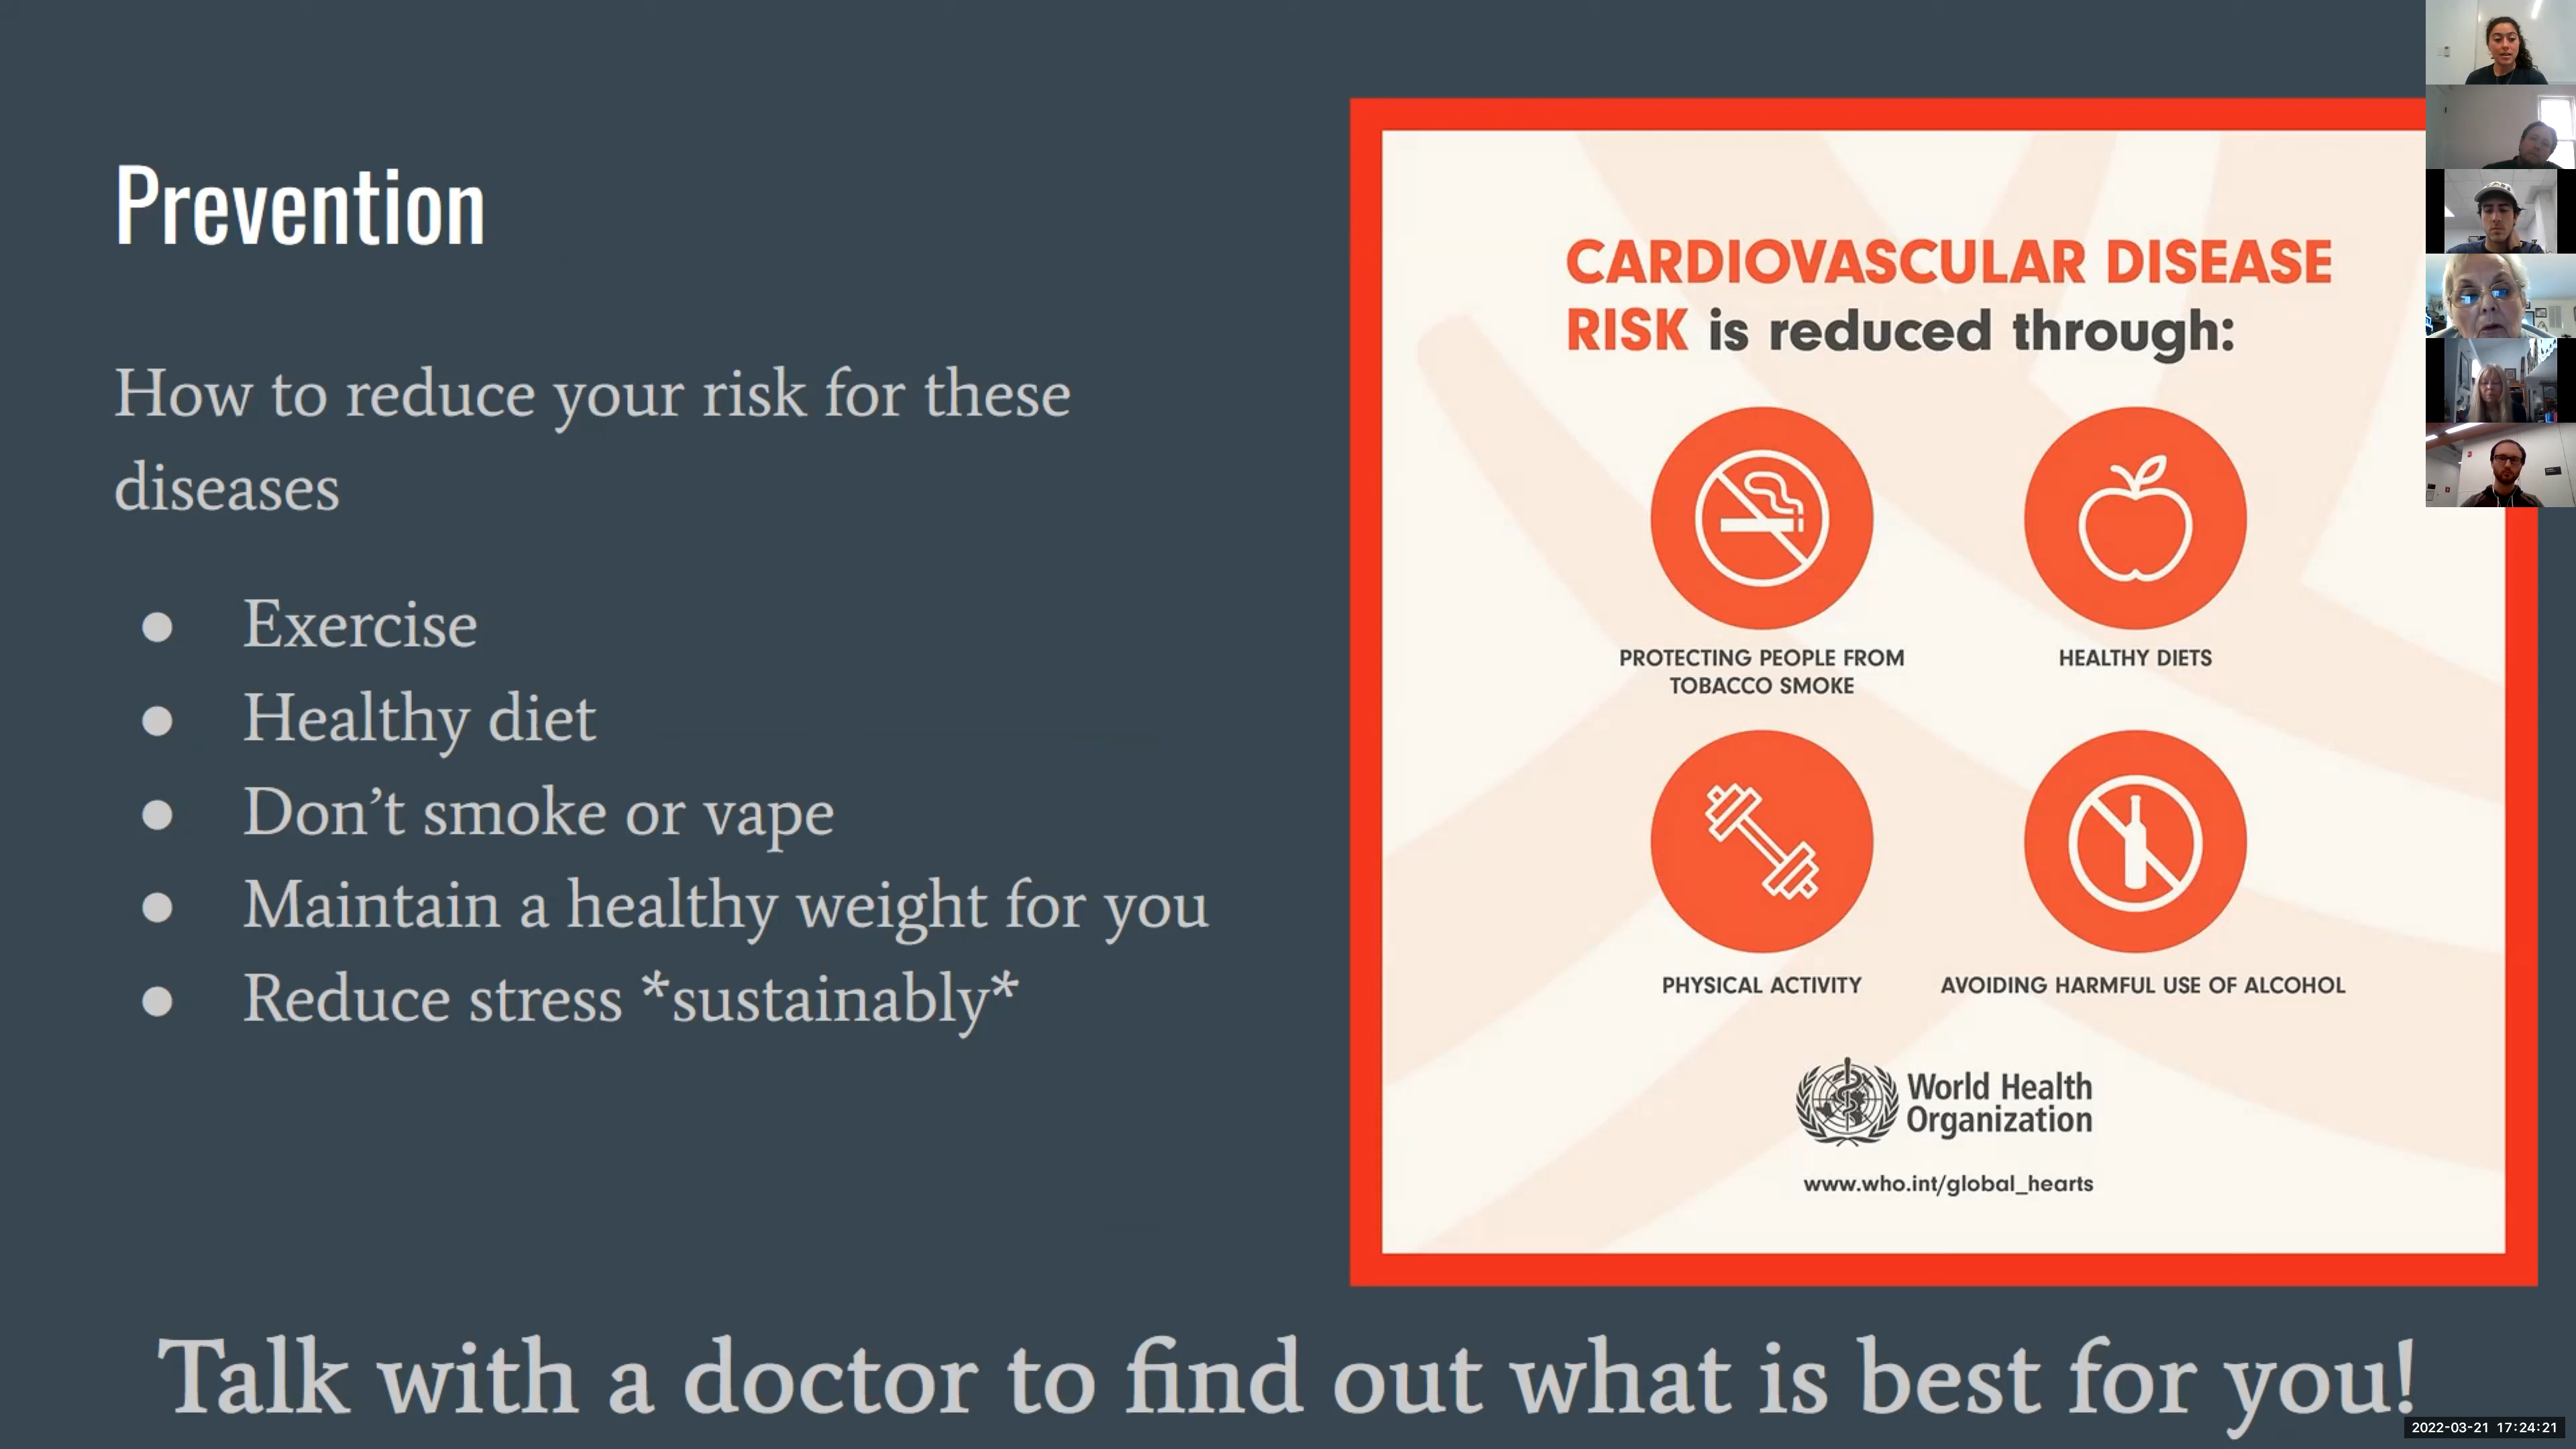 Prevention
How to reduce your risk for these
diseases
● Exercise
● Healthy diet
● Don’t smoke or vape
● Maintain a healthy weight for you
● Reduce stress *sustainably*
CARDIOVASCULAR DISEASE
RISK is reduced through:
PROTECTING PEOPLE FROM
TOBACCO SMOKE
HEALTHY DIETS
PHYSICAL ACTIVITY
AVOIDING HARMFUL USE OF ALCOHOL
World Health
Organization
www.who.int/global_hearts
Talk with a doctor to find out what is best for you!
2022-03-21 17:24:21